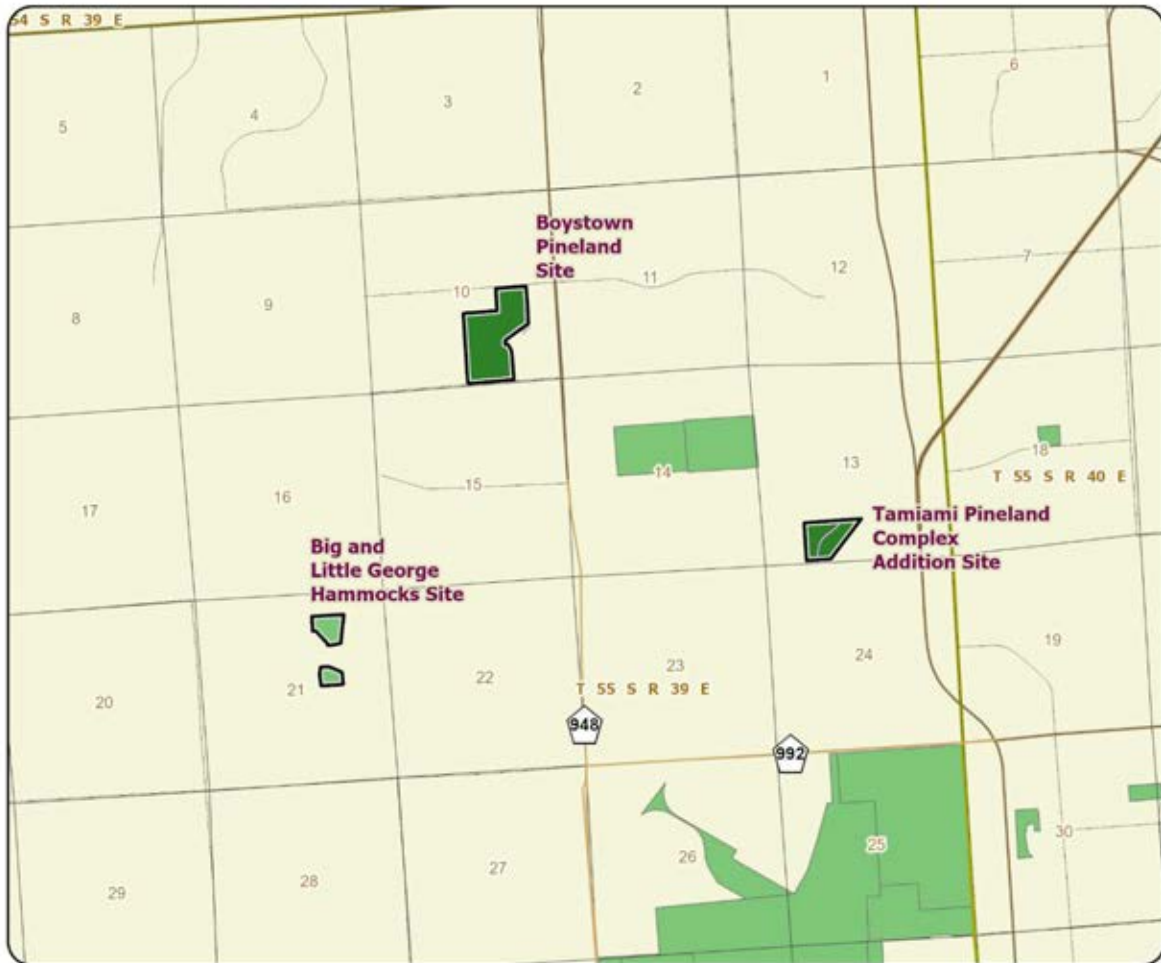 54 S R 39 E
6
1
2
3
4
5
Boystown
Pineland
Site
7
12
11
10
9
8
18
T 55 S R 40 E
13
14
15
16
17
Tamiami Pineland
Complex
Addition Site
Big and
Little George
Hammocks Site
19
24
23
22
21
20
T 55 S R 39 E
948
992
30
25
26
27
28
29